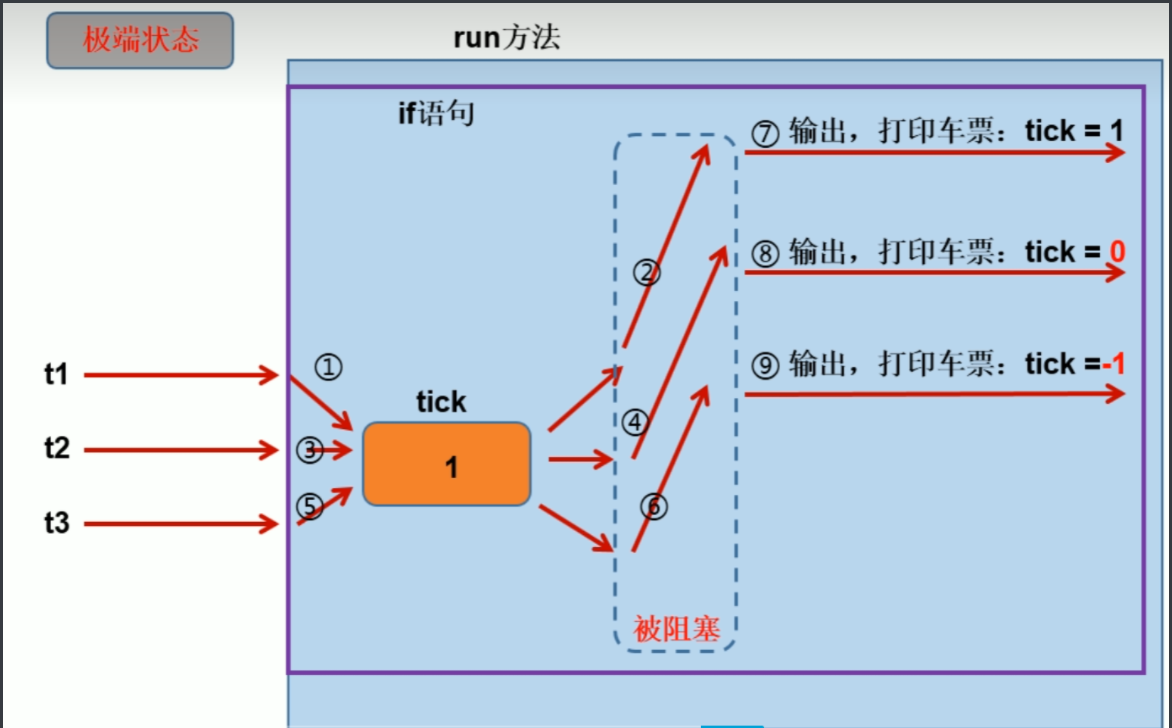 极端状态
run方法
if语句
⑦ 输出，打印车票：tick = 1
②
⑧ 输出，打印车票：tick = 0
t1
①
⑨ 输出，打印车票：tick =-1
tick
④
t2
③
1
t3
⑤
⑥
被阻塞